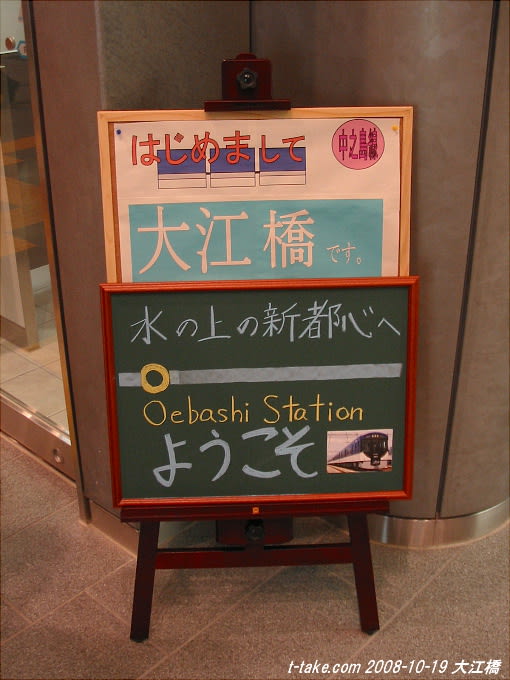 はじめまして
中之島線
大江橋です。
水の上の新都心へ
Oebashi Station
ようこそ
t-take.com 2008-10-19 大江橋